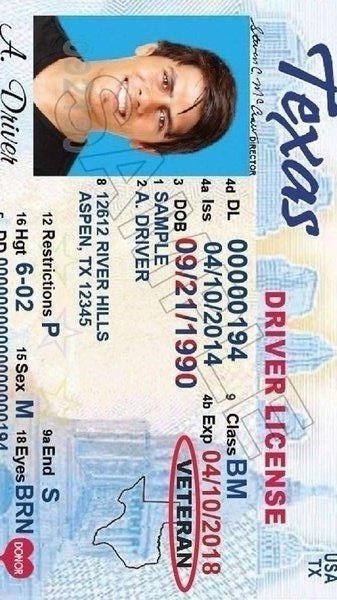 Texas
USA
TX
DRIVER LICENSE
Steven C. McCraw DIRECTOR
4d DL 00000194 9 Class BM
4a Iss 04/10/2014 4b Exp 04/10/2018
3 DOB 09/21/1990
1 SAMPLE
2 A. DRIVER
8 12612 RIVER HILLS
ASPEN, TX 12345
VETERAN
12 Restrictions P 9a End S
16 Hgt 6-02 15 Sex M 18 Eyes BRN
5 DD 00000000000000000194
A. Driver
DONOR
SAMPLE